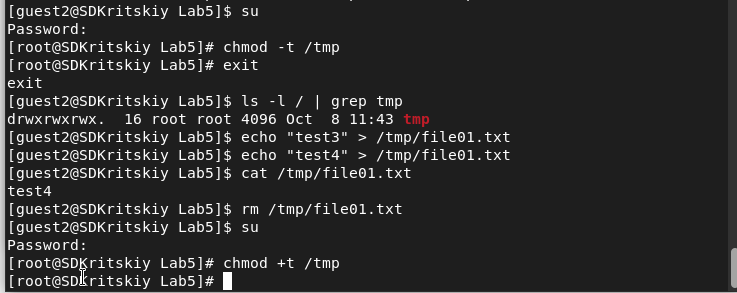 [guest2@SDKritskiy Lab5]$ su
Password:
[root@SDKritskiy Lab5]# chmod -t /tmp
[root@SDKritskiy Lab5]# exit
exit
[guest2@SDKritskiy Lab5]$ ls -l / | grep tmp
drwxrwxrwx.  16 root root 4096 Oct  8 11:43 tmp
[guest2@SDKritskiy Lab5]$ echo "test3" > /tmp/file01.txt
[guest2@SDKritskiy Lab5]$ echo "test4" > /tmp/file01.txt
[guest2@SDKritskiy Lab5]$ cat /tmp/file01.txt
test4
[guest2@SDKritskiy Lab5]$ rm /tmp/file01.txt
[guest2@SDKritskiy Lab5]$ su
Password:
[root@SDKritskiy Lab5]# chmod +t /tmp
[root@SDKritskiy Lab5]#